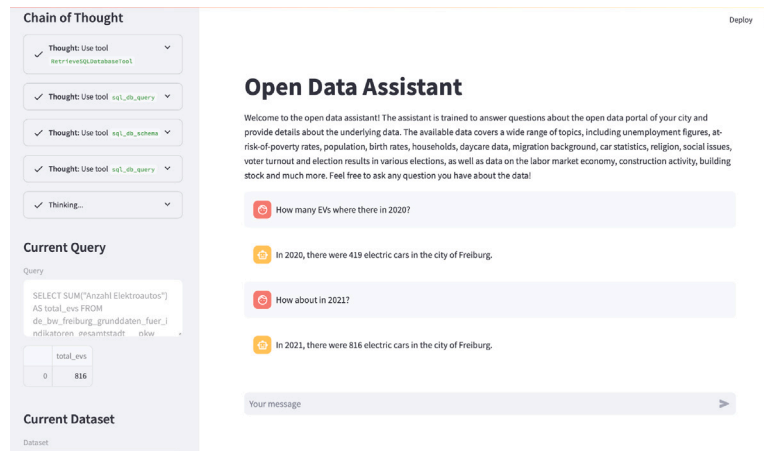 Chain of Thought
Thought: Use tool
RetrieveSQLDatabaseTool
Thought: Use tool sql_db_query
Thought: Use tool sql_db_schema
Thought: Use tool sql_db_query
Thinking...
Current Query
Query
SELECT SUM("Anzahl Elektroautos")
AS total_evs FROM
de_bw_freiburg_grunddaten_fuer_i
ndikatoren_gesamtstadt__pkw
total_evs
0 816
Current Dataset
Dataset
Deploy
Open Data Assistant
Welcome to the open data assistant! The assistant is trained to answer questions about the open data portal of your city and
provide details about the underlying data. The available data covers a wide range of topics, including unemployment figures, at-
risk-of-poverty rates, population, birth rates, households, daycare data, migration background, car statistics, religion, social issues,
voter turnout and election results in various elections, as well as data on the labor market economy, construction activity, building
stock and much more. Feel free to ask any question you have about the data!
How many EVs where there in 2020?
In 2020, there were 419 electric cars in the city of Freiburg.
How about in 2021?
In 2021, there were 816 electric cars in the city of Freiburg.
Your message